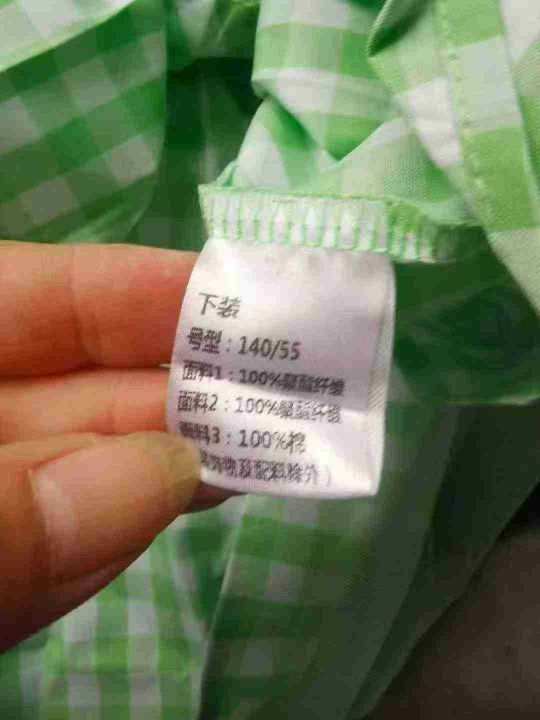 下装
号型：140/55
面料1：100%聚酯纤维
面料2：100%聚酯纤维
面料3：100%棉
饰物及配料除外）